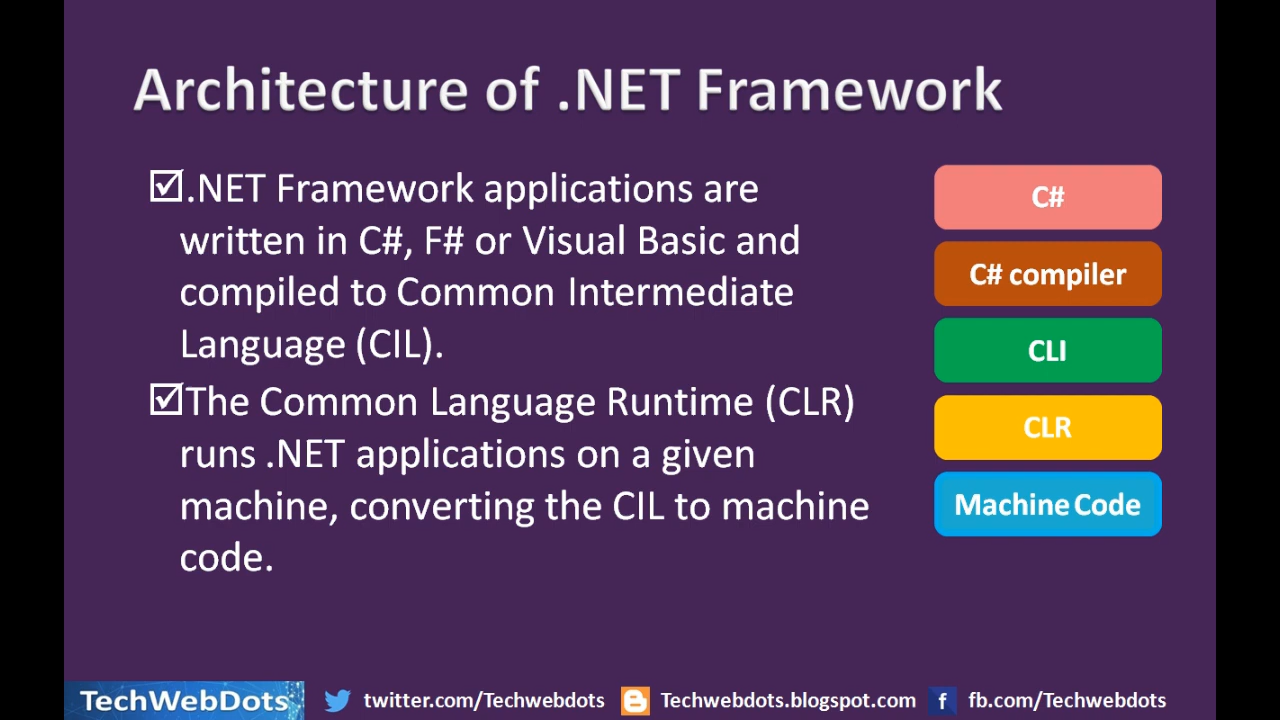 Architecture of .NET Framework
☑.NET Framework applications are
written in C#, F# or Visual Basic and
compiled to Common Intermediate
Language (CIL).
☑The Common Language Runtime (CLR)
runs .NET applications on a given
machine, converting the CIL to machine
code.
C#
C# compiler
CLI
CLR
Machine Code
TechWebDots
twitter.com/Techwebdots
Techwebdots.blogspot.com
fb.com/Techwebdots